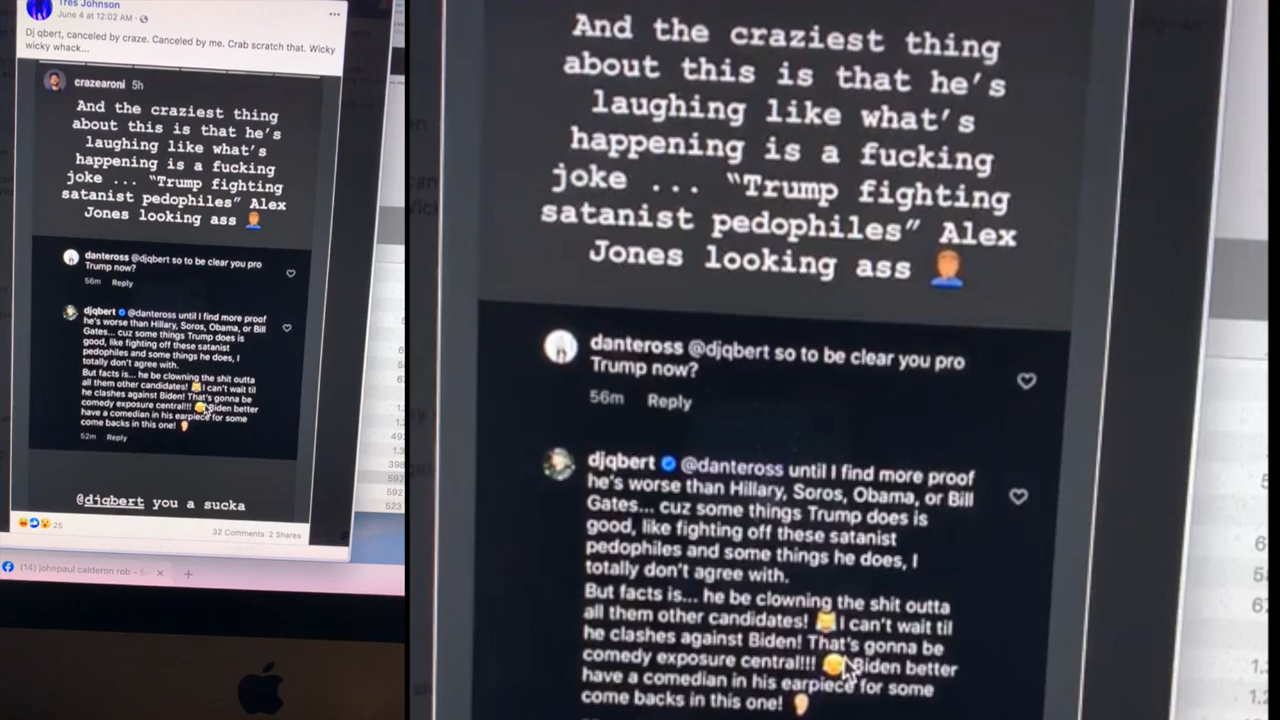 Tres Johnson
June 4 at 12:02 AM
Dj qbert, canceled by craze. Canceled by me. Crab scratch that. Wicky
wicky whack...
crazearoni 5h
And the craziest thing
about this is that he's
laughing like what's
happening is a fucking
joke ... "Trump fighting
satanist pedophiles" Alex
Jones looking ass 🤦‍♂️
danteross @djqbert so to be clear you pro
Trump now?
56m Reply
djqbert @danteross until I find more proof
he's worse than Hillary, Soros, Obama, or Bill
Gates... cuz some things Trump does is
good, like fighting off these satanist
pedophiles and some things he does, I
totally don't agree with.
But facts is... he be clowning the shit outta
all them other candidates! I can't wait til
he clashes against Biden! That's gonna be
comedy exposure central!!! Biden better
have a comedian in his earpiece for some
come backs in this one! 👂
52m Reply
@djqbert you a sucka
25
32 Comments 2 Shares
(14) johnpaul calderon rob - S
398
592
592
523
And the craziest thing
about this is that he's
laughing like what's
happening is a fucking
joke ... "Trump fighting
satanist pedophiles" Alex
Jones looking ass 🤦‍♂️
danteross @djqbert so to be clear you pro
Trump now?
56m Reply
djqbert @danteross until I find more proof
he's worse than Hillary, Soros, Obama, or Bill
Gates... cuz some things Trump does is
good, like fighting off these satanist
pedophiles and some things he does, I
totally don't agree with.
But facts is... he be clowning the shit outta
all them other candidates! I can't wait til
he clashes against Biden! That's gonna be
comedy exposure central!!! Biden better
have a comedian in his earpiece for some
come backs in this one! 👂